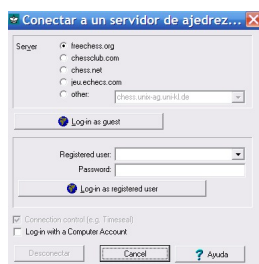 Conectar a un servidor de ajedrez...
Server
freechess.org
chessclub.com
chess.net
jeu.echecs.com
other:
chess.unix-ag.uni-kl.de
Log-in as guest
Registered user:
Password:
Log-in as registered user
Connection control (e.g. Timeseal)
Log-in with a Computer Account
Desconectar
Cancel
Ayuda